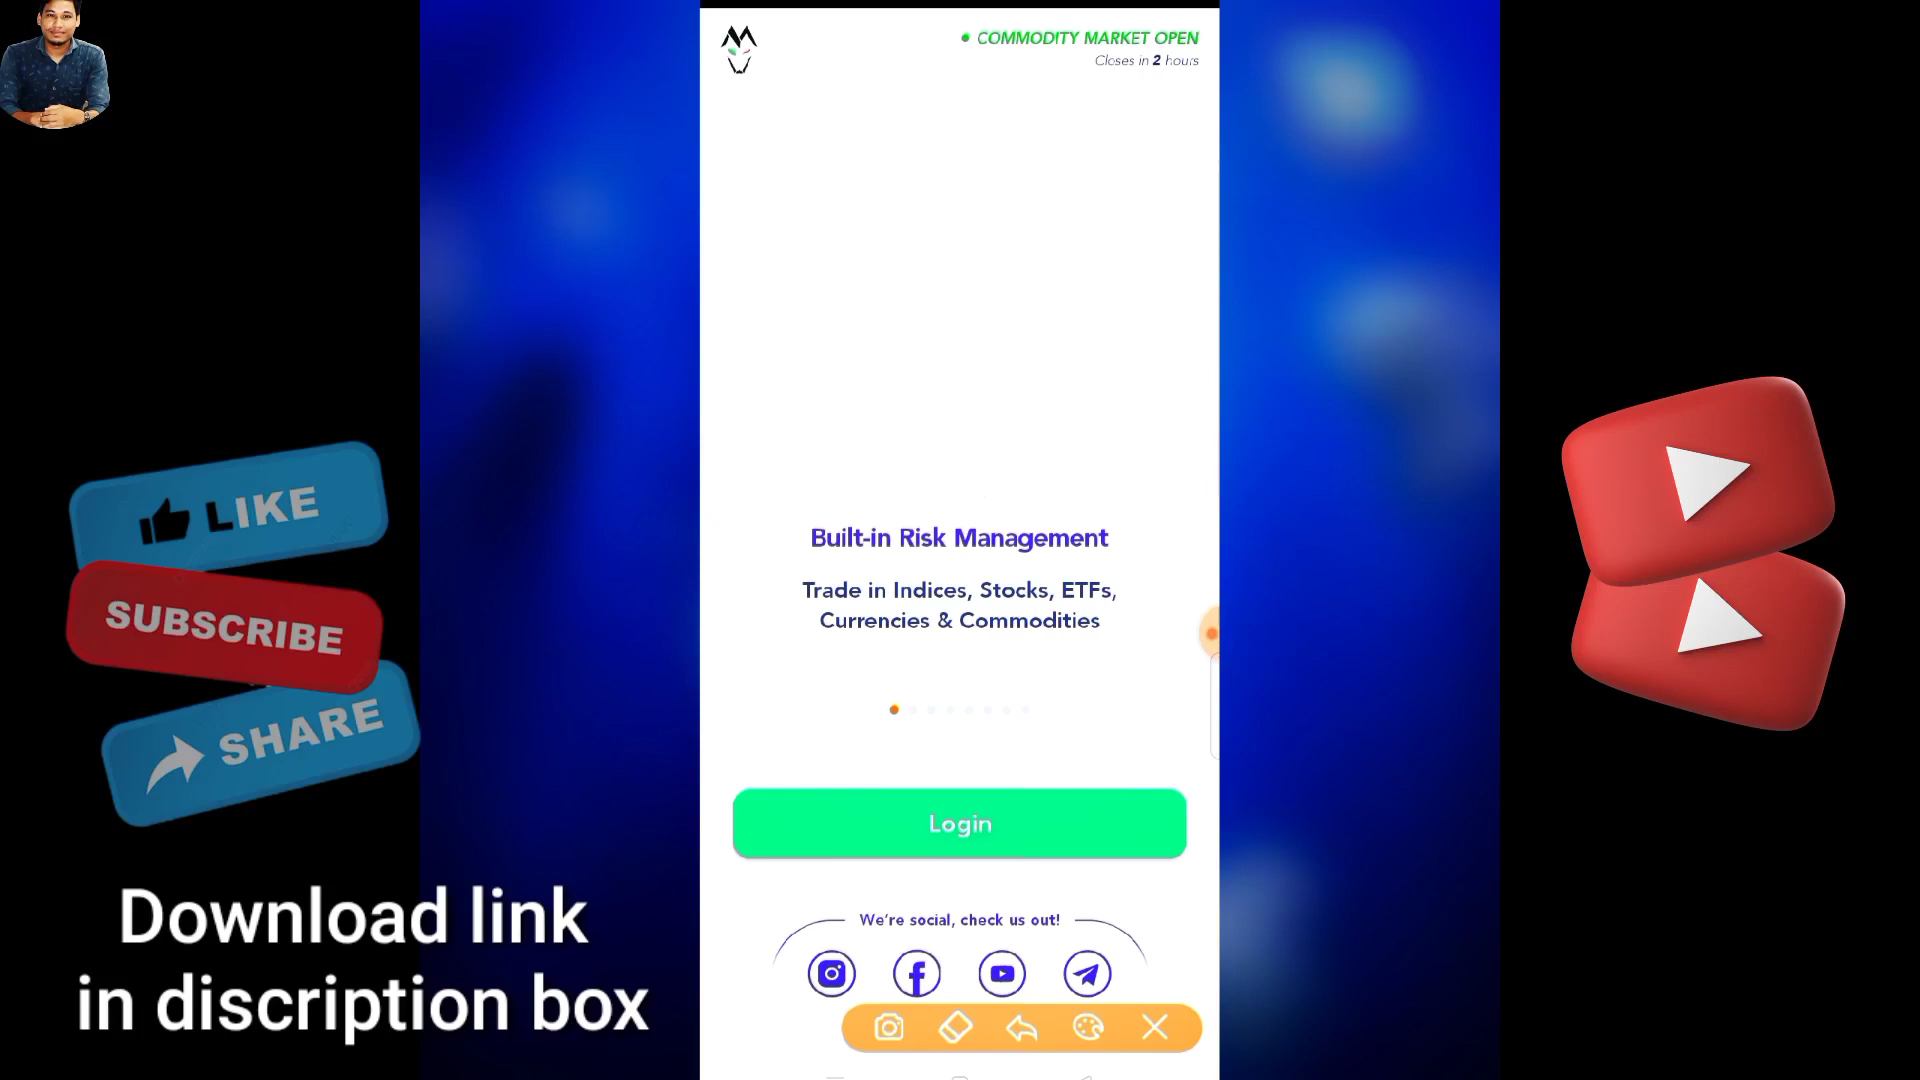 COMMODITY MARKET OPEN
Closes in 2 hours
Built-in Risk Management
Trade in Indices, Stocks, ETFs,
Currencies & Commodities
Login
We're social, check us out!
LIKE
SUBSCRIBE
SHARE
Download link
in discription box